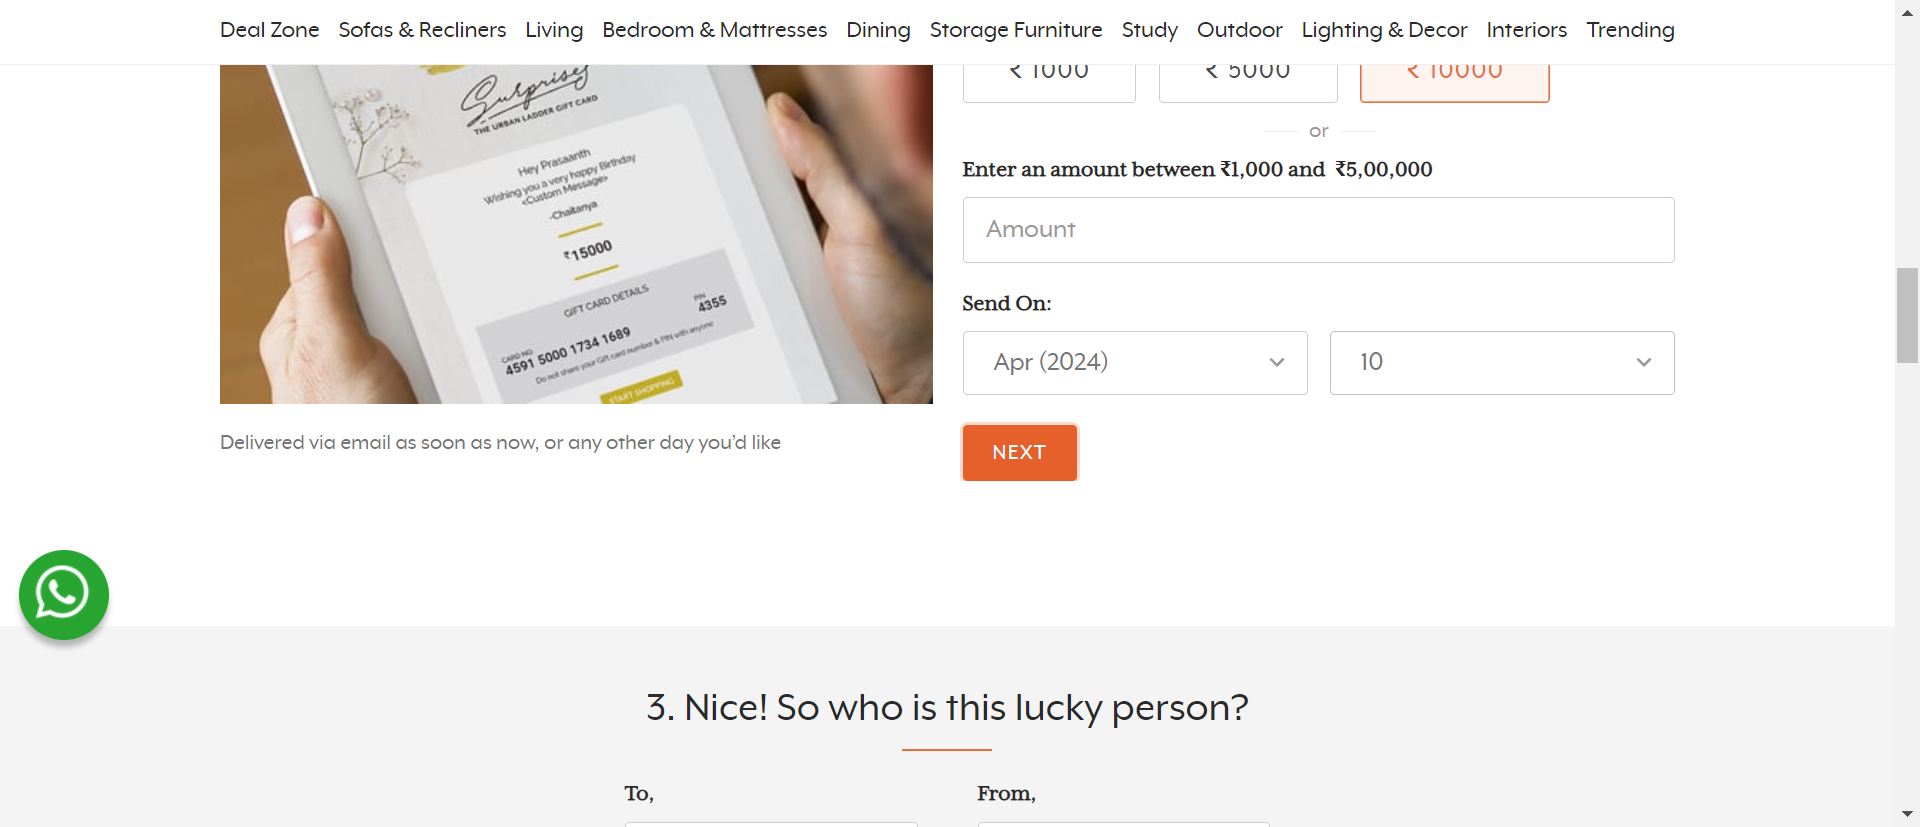 Deal Zone Sofas & Recliners Living Bedroom & Mattresses Dining Storage Furniture Study Outdoor Lighting & Decor Interiors Trending
Surprise!
THE URBAN LADDER GIFT CARD
Hey Prasaanth
Wishing you a very happy Birthday
<Custom Message>
-Chaitanya
₹15000
GIFT CARD DETAILS
CARD NO.
4591 5000 1734 1689
PIN
4355
Do not share your Gift card number & PIN with anyone
START SHOPPING
Delivered via email as soon as now, or any other day you'd like
₹ 1000 ₹ 5000 ₹ 10000
or
Enter an amount between ₹1,000 and ₹5,00,000
Amount
Send On:
Apr (2024) 10
NEXT
3. Nice! So who is this lucky person?
To, From,